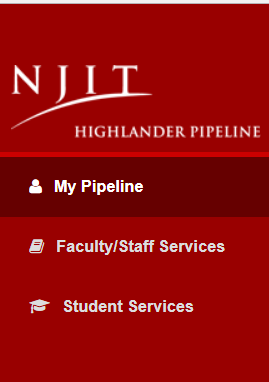 NJIT
HIGHLANDER PIPELINE
My Pipeline
Faculty/Staff Services
Student Services